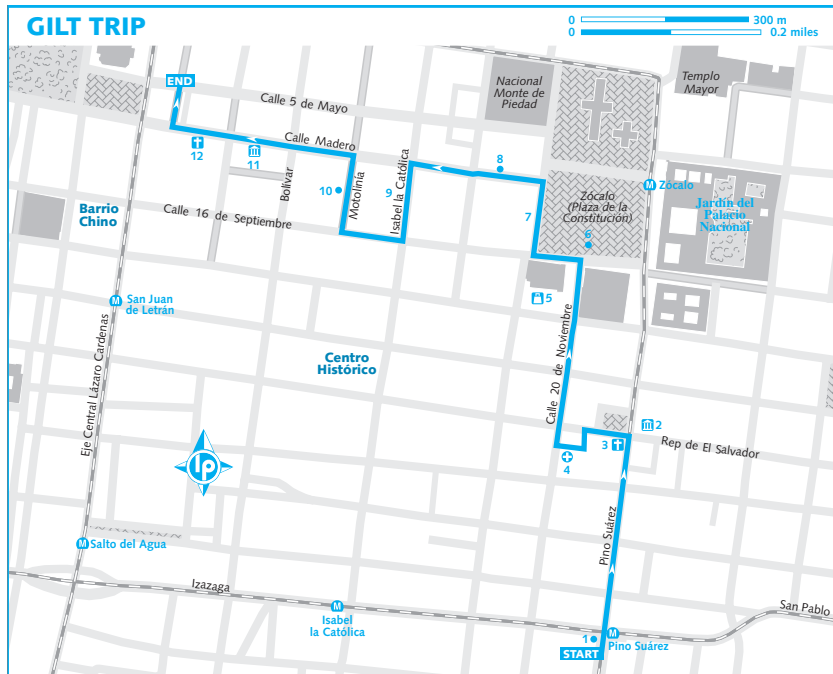 GILT TRIP
0 300 m
0 0.2 miles
END
Calle 5 de Mayo
Nacional
Monte de
Piedad
Templo
Mayor
Calle Madero
12
11
Bolívar
10
Motolinía
9
Isabel la Católica
8
7
Zócalo
(Plaza de la
Constitución)
6
M Zócalo
Jardín del
Palacio
Nacional
Barrio
Chino
Calle 16 de Septiembre
5
M San Juan
de Letrán
Eje Central Lázaro Cardenas
Centro
Histórico
Calle 20 de Noviembre
2
3
4
Rep de El Salvador
lp
Pino Suárez
M Salto del Agua
Izazaga
M
Isabel
la Católica
San Pablo
1
M
Pino Suárez
START